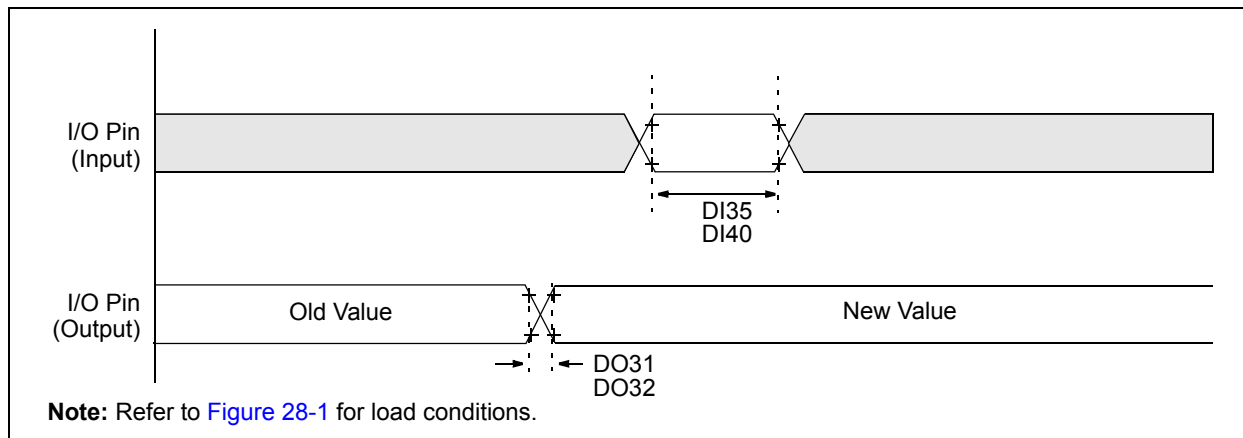 I/O Pin
(Input)
DI35
DI40
I/O Pin
(Output)
Old Value
New Value
DO31
DO32
Note: Refer to Figure 28-1 for load conditions.